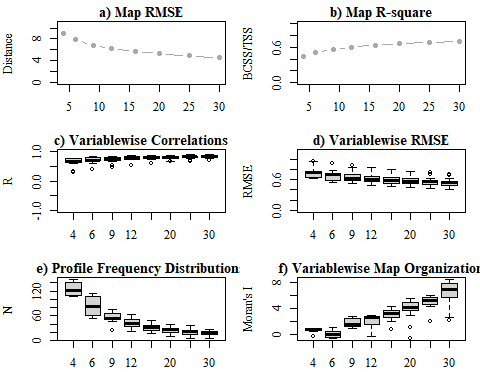 a) Map RMSE
Distance
0 4 8
5 10 15 20 25 30
b) Map R-square
BCSS/TSS
0.0 0.6
5 10 15 20 25 30
c) Variablewise Correlations
R
-1.0 0.0 1.0
4 6 9 12 20 30
d) Variablewise RMSE
RMSE
0.0 0.6
4 6 9 12 20 30
e) Profile Frequency Distribution
N
0 60 120
4 6 9 12 20 30
f) Variablewise Map Organization
Moran's I
0 4 8
4 6 9 12 20 30